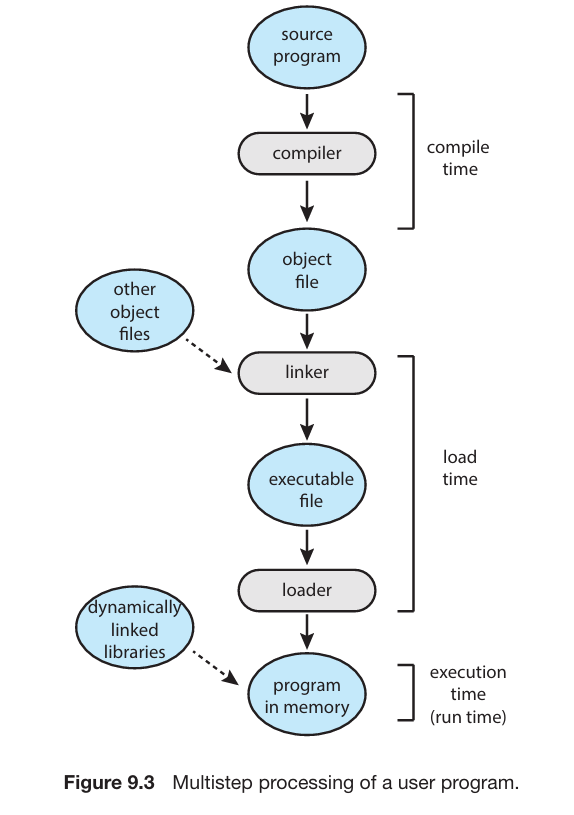 source
program
compiler
compile
time
object
file
other
object
files
linker
load
time
executable
file
loader
dynamically
linked
libraries
program
in memory
execution
time
(run time)
Figure 9.3 Multistep processing of a user program.